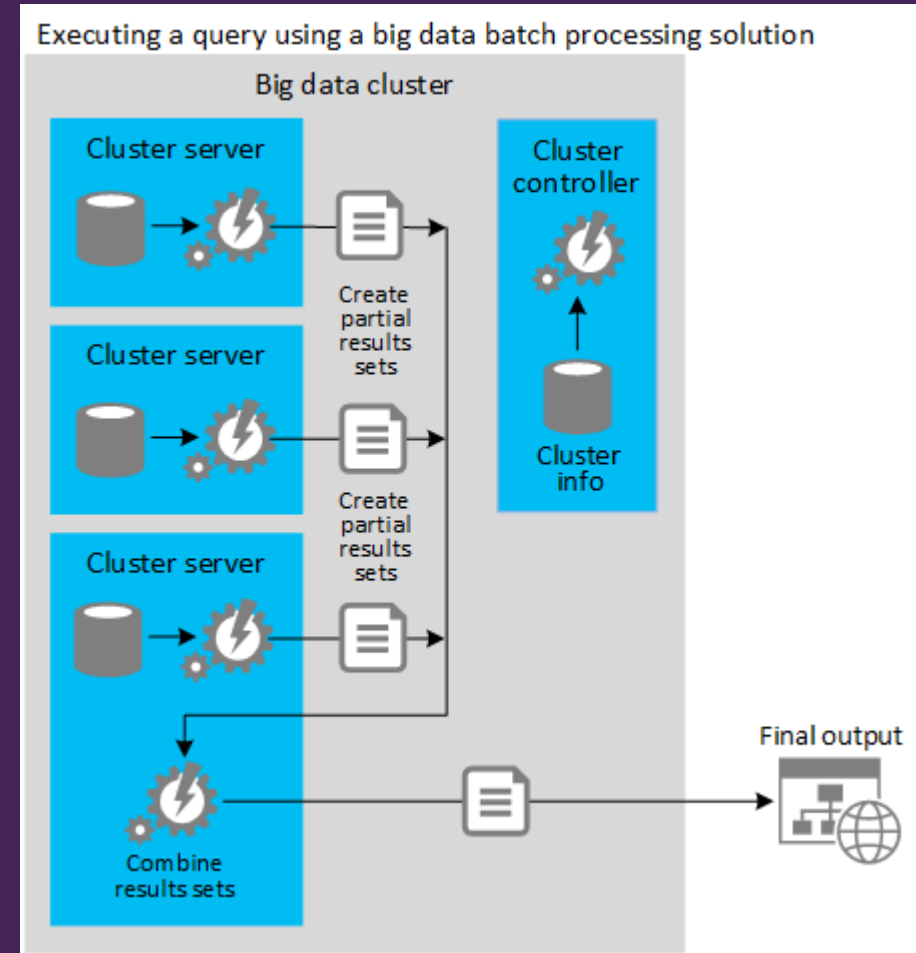 Executing a query using a big data batch processing solution
Big data cluster
Cluster server
Create
partial
results
sets
Cluster server
Create
partial
results
sets
Cluster server
Combine
results sets
Cluster
controller
Cluster
info
Final output